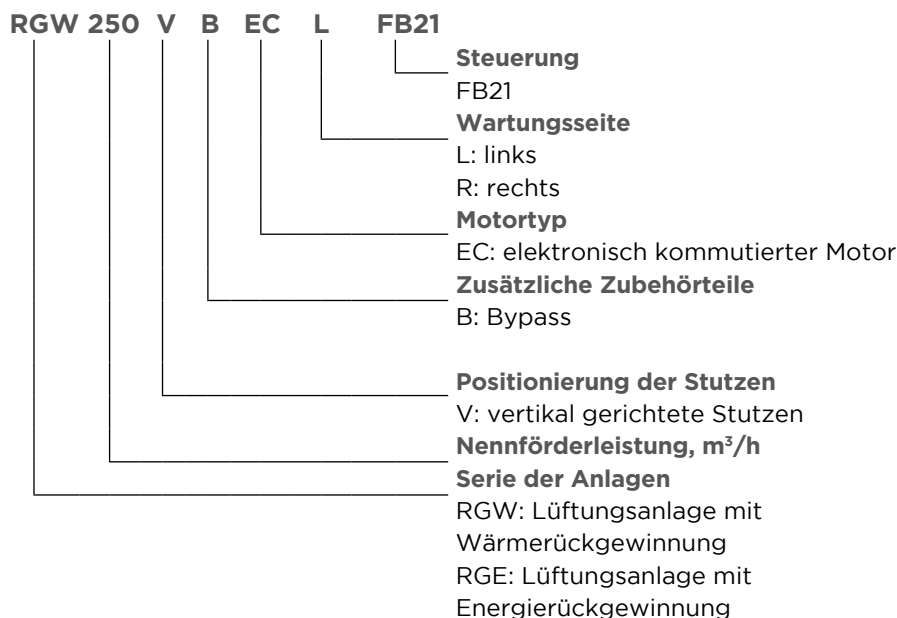 RGW 250 V B EC L FB21
Steuerung
FB21
Wartungsseite
L: links
R: rechts
Motortyp
EC: elektronisch kommutierter Motor
Zusätzliche Zubehörteile
B: Bypass
Positionierung der Stutzen
V: vertikal gerichtete Stutzen
Nennförderleistung, m³/h
Serie der Anlagen
RGW: Lüftungsanlage mit
Wärmerückgewinnung
RGE: Lüftungsanlage mit
Energierückgewinnung